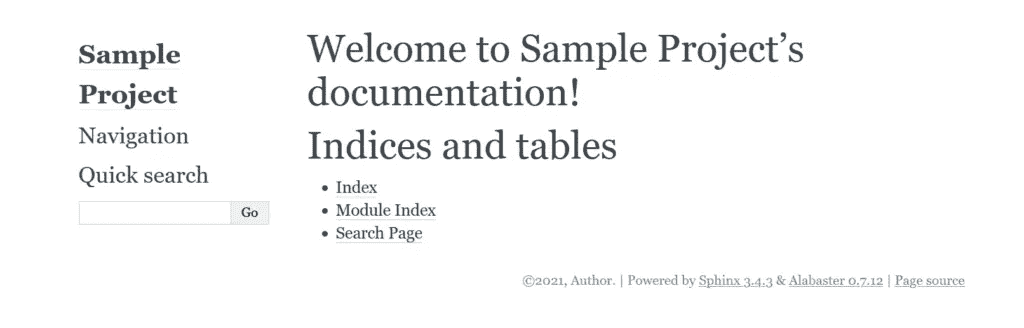 Sample
Project
Navigation
Quick search
Go
Welcome to Sample Project’s
documentation!
Indices and tables
• Index
• Module Index
• Search Page
©2021, Author. | Powered by Sphinx 3.4.3 & Alabaster 0.7.12 | Page source